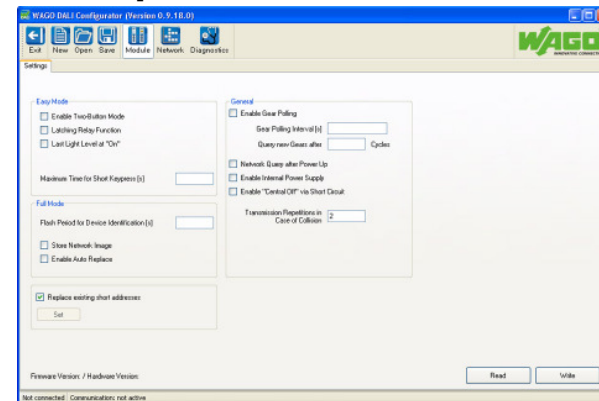 WAGO DALI Configurator (Version 0.9.18.0)
Exit New Open Save Module Network Diagnostics
WAGO
INNOVATIVE CONNECTIONS
Settings
Easy Mode
Enable Two-Button Mode
Latching Relay Function
Last Light Level at "On"
Maximum Time for Short Keypress [s]
Full Mode
Flash Period for Device Identification [s]
Store Network Image
Enable Auto Replace
Replace existing short addresses
Set
General
Enable Gear Polling
Gear Polling Interval [s]
Query new Gears after Cycles
Network Query after Power Up
Enable Internal Power Supply
Enable "Central Off" via Short Circuit
Transmission Repetitions in
Case of Collision 2
Firmware Version: / Hardware Version:
Read Write
Not connected Communication: not active